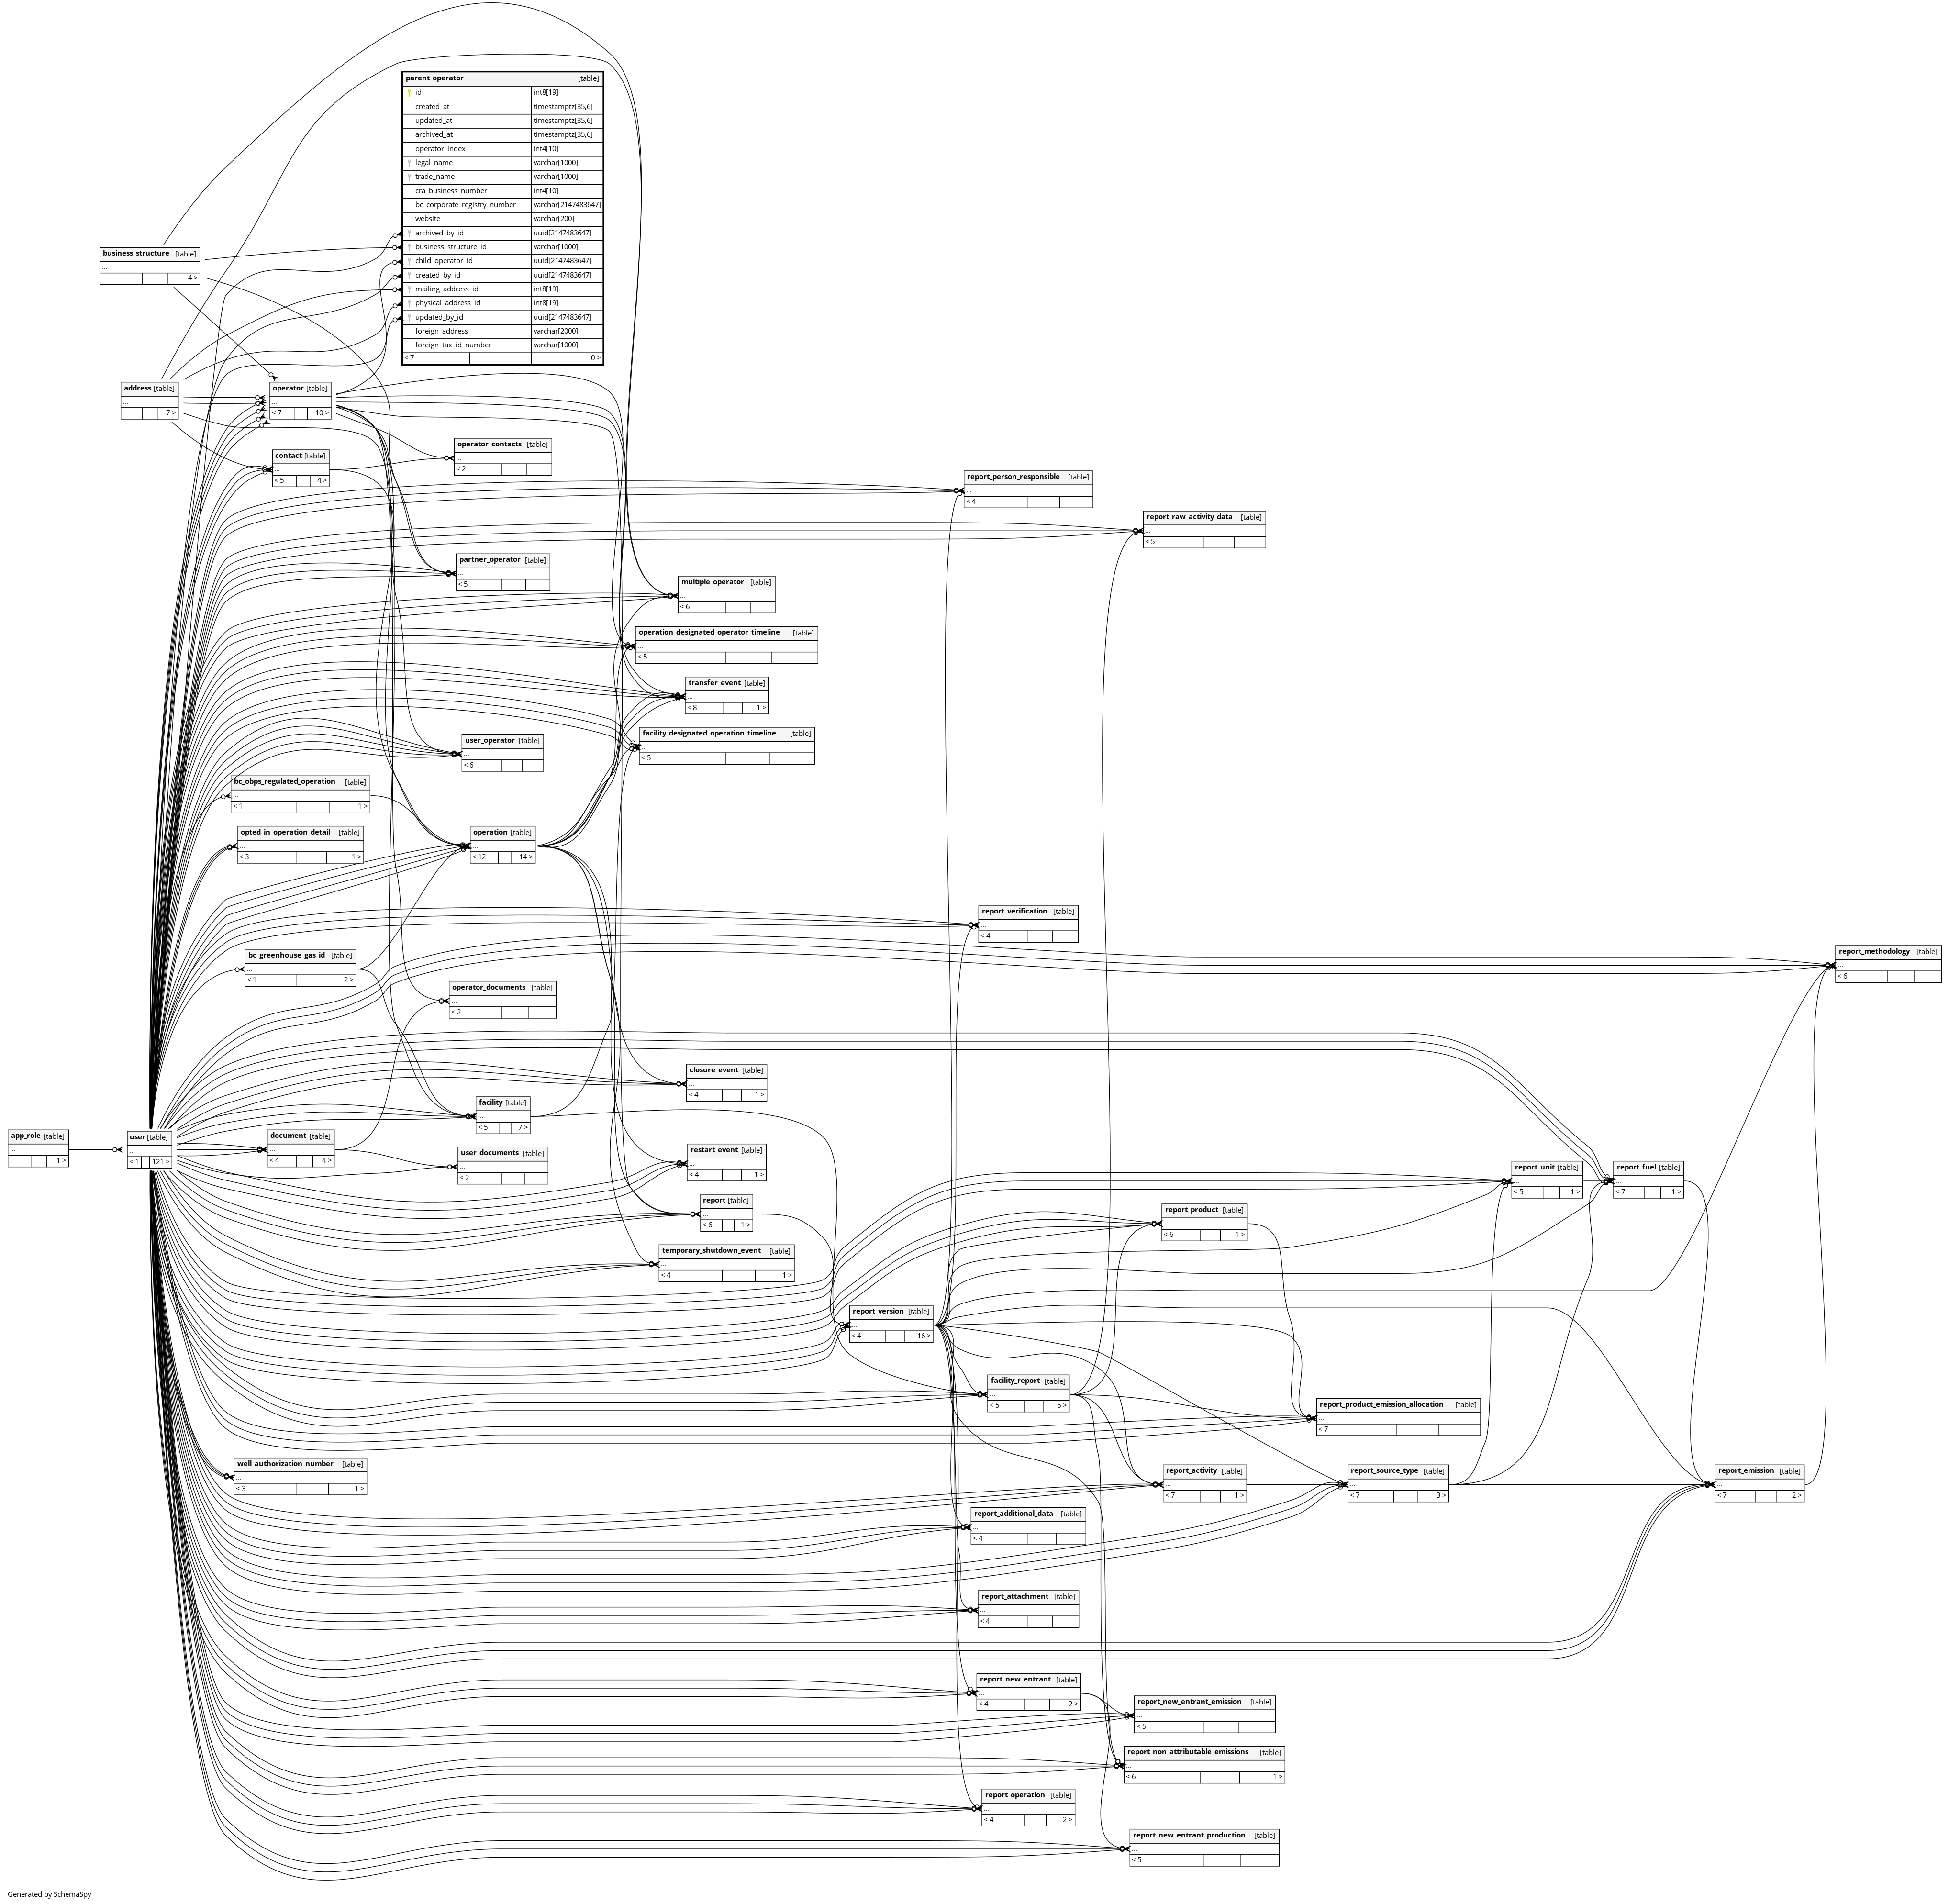 parent_operator [table]
id int8[19]
created_at timestamptz[35,6]
updated_at timestamptz[35,6]
archived_at timestamptz[35,6]
operator_index int4[10]
legal_name varchar[1000]
trade_name varchar[1000]
cra_business_number int4[10]
bc_corporate_registry_number varchar[2147483647]
website varchar[200]
archived_by_id uuid[2147483647]
business_structure_id varchar[1000]
child_operator_id uuid[2147483647]
created_by_id uuid[2147483647]
mailing_address_id int8[19]
physical_address_id int8[19]
updated_by_id uuid[2147483647]
foreign_address varchar[2000]
foreign_tax_id_number varchar[1000]
< 7 0 >
business_structure [table]
...
4 >
address [table]
...
7 >
operator [table]
...
< 7 10 >
contact [table]
...
< 5 4 >
operator_contacts [table]
...
< 2
report_person_responsible [table]
...
< 4
report_raw_activity_data [table]
...
< 5
partner_operator [table]
...
< 5
multiple_operator [table]
...
< 6
operation_designated_operator_timeline [table]
...
< 5
transfer_event [table]
...
< 8 1 >
facility_designated_operation_timeline [table]
...
< 5
user_operator [table]
...
< 6
bc_obps_regulated_operation [table]
...
< 1 1 >
opted_in_operation_detail [table]
...
< 3 1 >
operation [table]
...
< 12 14 >
report_verification [table]
...
< 4
report_methodology [table]
...
< 6
bc_greenhouse_gas_id [table]
...
< 1 2 >
operator_documents [table]
...
< 2
closure_event [table]
...
< 4 1 >
facility [table]
...
< 5 7 >
app_role [table]
...
1 >
user [table]
...
< 1 121 >
document [table]
...
< 4 4 >
user_documents [table]
...
< 2
restart_event [table]
...
< 4 1 >
report_unit [table]
...
< 5 1 >
report_fuel [table]
...
< 7 1 >
report [table]
...
< 6 1 >
report_product [table]
...
< 6 1 >
temporary_shutdown_event [table]
...
< 4 1 >
report_version [table]
...
< 4 16 >
facility_report [table]
...
< 5 6 >
report_product_emission_allocation [table]
...
< 7
well_authorization_number [table]
...
< 3 1 >
report_activity [table]
...
< 7 1 >
report_source_type [table]
...
< 7 3 >
report_emission [table]
...
< 7 2 >
report_additional_data [table]
...
< 4
report_attachment [table]
...
< 4
report_new_entrant [table]
...
< 4 2 >
report_new_entrant_emission [table]
...
< 5
report_non_attributable_emissions [table]
...
< 6 1 >
report_operation [table]
...
< 4 2 >
report_new_entrant_production [table]
...
< 5
Generated by SchemaSpy